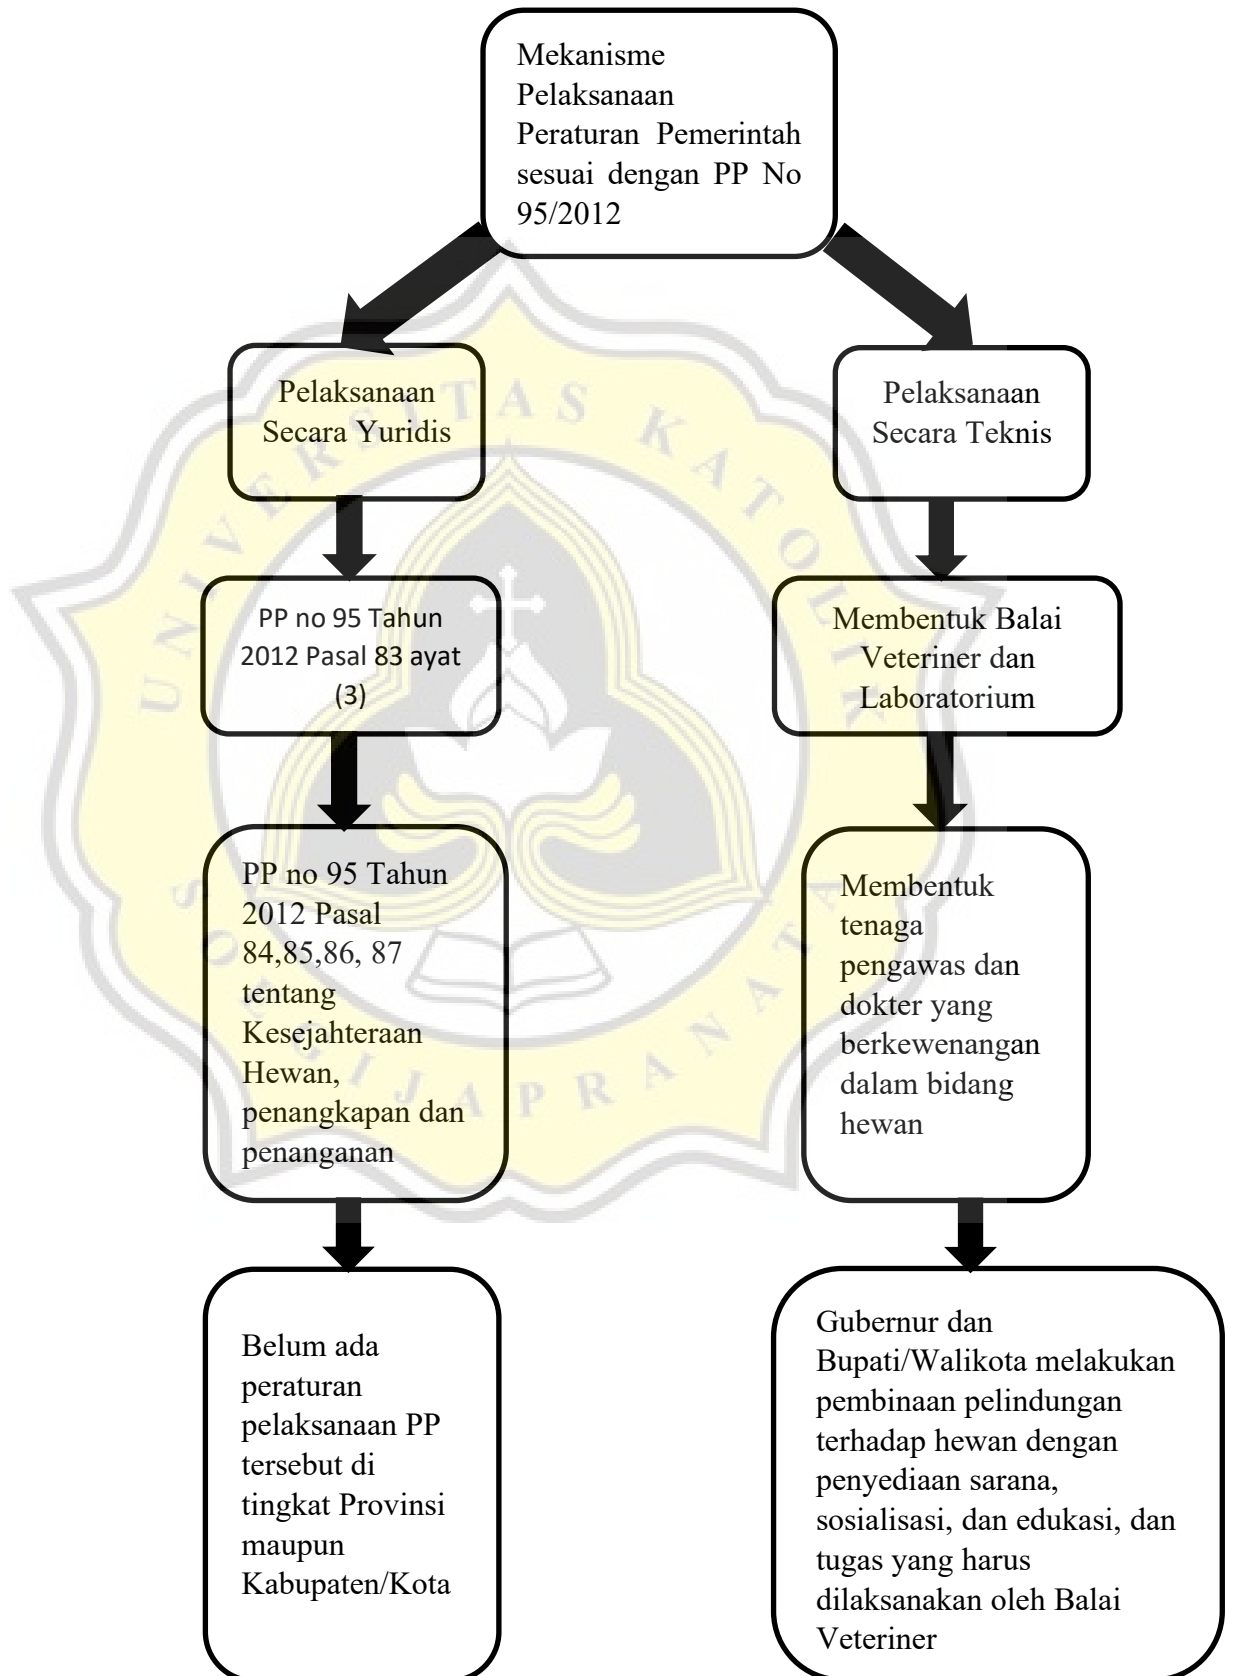 Mekanisme
Pelaksanaan
Peraturan Pemerintah
sesuai dengan PP No
95/2012
Pelaksanaan
Secara Yuridis
Pelaksanaan
Secara Teknis
PP no 95 Tahun
2012 Pasal 83 ayat
(3)
Membentuk Balai
Veteriner dan
Laboratorium
PP no 95 Tahun
2012 Pasal
84,85,86, 87
tentang
Kesejahteraan
Hewan,
penangkapan dan
penanganan
Membentuk
tenaga
pengawas dan
dokter yang
berkewenangan
dalam bidang
hewan
Belum ada
peraturan
pelaksanaan PP
tersebut di
tingkat Provinsi
maupun
Kabupaten/Kota
Gubernur dan
Bupati/Walikota melakukan
pembinaan pelindungan
terhadap hewan dengan
penyediaan sarana,
sosialisasi, dan edukasi, dan
tugas yang harus
dilaksanakan oleh Balai
Veteriner
UNIVERSITAS KATOLIK
SOEGIJAPRANATA